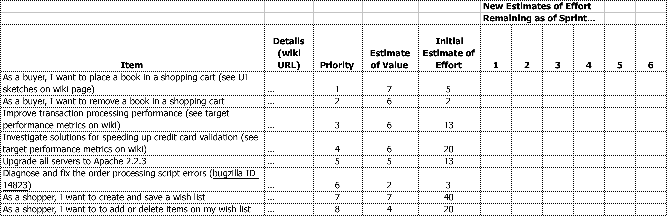 New Estimates of Effort
Remaining as of Sprint...
Details
(wiki
URL)
Initial
Estimate of
Effort
Estimate
of Value
Item
Priority
1 2 3 4 5 6
As a buyer, I want to place a book in a shopping cart (see UI
sketches on wiki page) ... 1 7 5
As a buyer, I want to remove a book in a shopping cart ... 2 6 2
Improve transaction processing performance (see target
performance metrics on wiki) ... 3 6 13
Investigate solutions for speeding up credit card validation (see
target performance metrics on wiki) ... 4 6 20
Upgrade all servers to Apache 2.2.3 ... 5 5 13
Diagnose and fix the order processing script errors (bugzilla ID
14823) ... 6 2 3
As a shopper, I want to create and save a wish list ... 7 7 40
As a shopper, I want to to add or delete items on my wish list ... 8 4 20